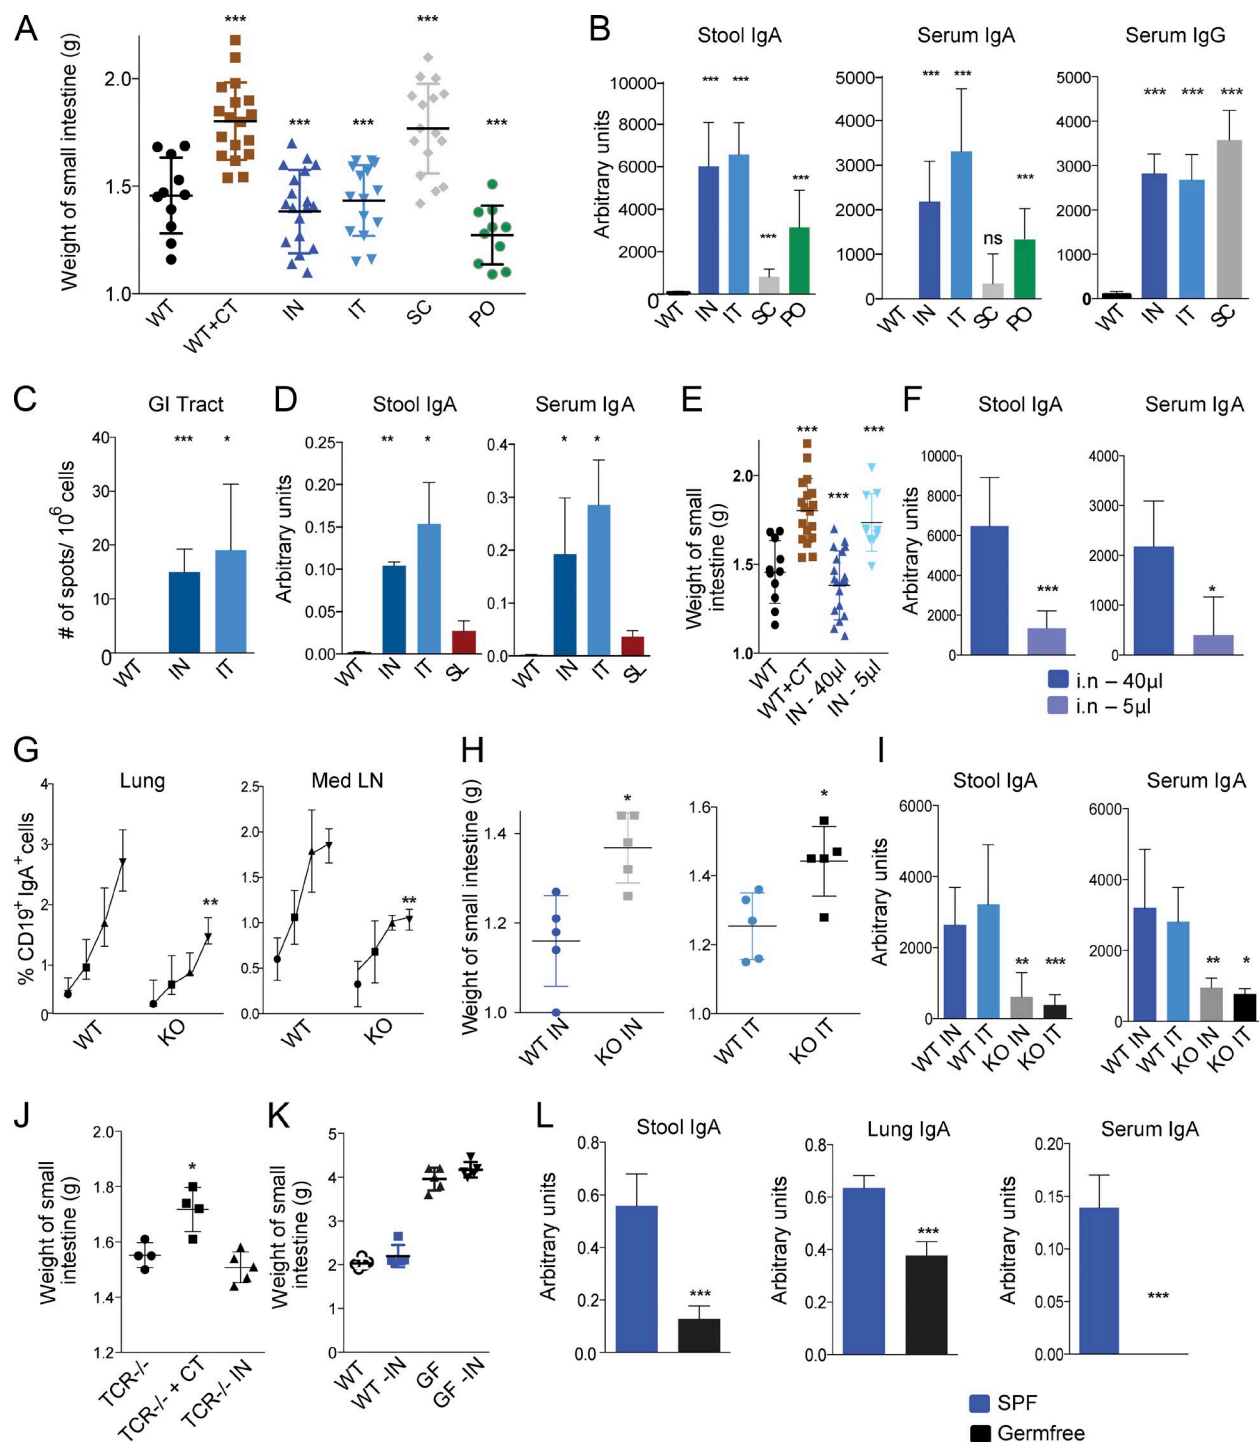 A
Weight of small intestine (g)
2.0
1.5
1.0
***
***
***
***
***
WT
WT+CT
IN
IT
SC
PO
B
Stool IgA
Arbitrary units
10000
8000
6000
4000
2000
0
***
***
***
***
WT
IN
IT
SC
PO
Serum IgA
5000
4000
3000
2000
1000
0
***
***
ns
***
WT
IN
IT
SC
PO
Serum IgG
5000
4000
3000
2000
1000
0
***
***
***
WT
IN
IT
SC
C
GI Tract
# of spots/ 10⁶ cells
40
30
20
10
0
***
*
WT
IN
IT
D
Stool IgA
Arbitrary units
0.25
0.20
0.15
0.10
0.05
0.00
**
*
WT
IN
IT
SL
Serum IgA
0.4
0.3
0.2
0.1
0.0
*
*
WT
IN
IT
SL
E
Weight of small
intestine (g)
2.0
1.5
1.0
***
***
***
WT
WT+CT
IN - 40µl
IN - 5µl
F
Stool IgA
Arbitrary units
10000
8000
6000
4000
2000
0
***
Serum IgA
4000
3000
2000
1000
0
*
i.n – 40µl
i.n – 5µl
G
Lung
% CD19⁺ IgA⁺ cells
4
3
2
1
0
**
WT
KO
Med LN
2.5
2.0
1.5
1.0
0.5
0.0
**
WT
KO
H
Weight of small intestine (g)
1.4
1.2
1.0
*
WT IN
KO IN
1.6
1.4
1.2
1.0
*
WT IT
KO IT
I
Stool IgA
Arbitrary units
6000
4000
2000
0
**
***
WT IN
WT IT
KO IN
KO IT
Serum IgA
6000
4000
2000
0
**
*
WT IN
WT IT
KO IN
KO IT
J
Weight of small
intestine (g)
2.0
1.8
1.6
1.4
1.2
*
TCR-/-
TCR-/- + CT
TCR-/- IN
K
Weight of small
intestine (g)
5
4
3
2
1
0
WT
WT -IN
GF
GF -IN
L
Stool IgA
Arbitrary units
0.8
0.6
0.4
0.2
0.0
***
Lung IgA
Arbitrary units
0.8
0.6
0.4
0.2
0.0
***
Serum IgA
Arbitrary units
0.20
0.15
0.10
0.05
0.00
***
SPF
Germfree